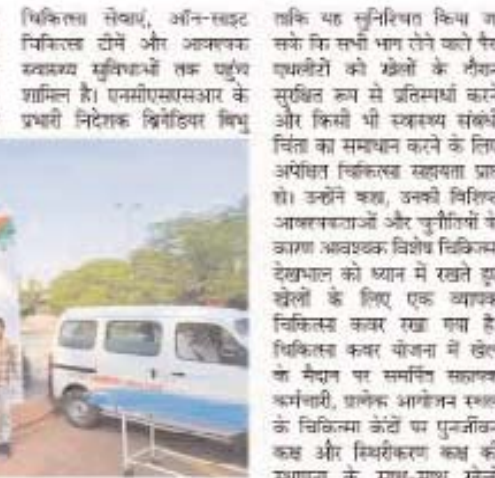 चिकित्सा सेवाएं, ऑन-साइट
चिकित्सा टीमें और आवश्यक
स्वास्थ्य सुविधाओं तक पहुंच
शामिल है। एनसीएसएसआर के
प्रभारी निदेशक ब्रिगेडियर बिभु
ताकि यह सुनिश्चित किया ज
सके कि सभी भाग लेने वाले पैर
एथलीटों को खेलों के दौरान
सुरक्षित रूप से प्रतिस्पर्धा करने
और किसी भी स्वास्थ्य संबंधी
चिंता का समाधान करने के लिए
अपेक्षित चिकित्सा सहायता प्राप्त
हो। उन्होंने कहा, उनकी विशिष्ट
आवश्यकताओं और चुनौतियों के
कारण आवश्यक विशेष चिकित्सा
देखभाल को ध्यान में रखते हुए
खेलों के लिए एक व्यापक
चिकित्सा कवर रखा गया है।
चिकित्सा कवर योजना में खेल
के मैदान पर समर्पित सहायक
कर्मचारी, प्रत्येक आयोजन स्थल
के चिकित्सा केंद्रों पर पुनर्जीवन
कक्ष और स्थिरीकरण कक्ष की
स्थापना के साथ-साथ खेलों